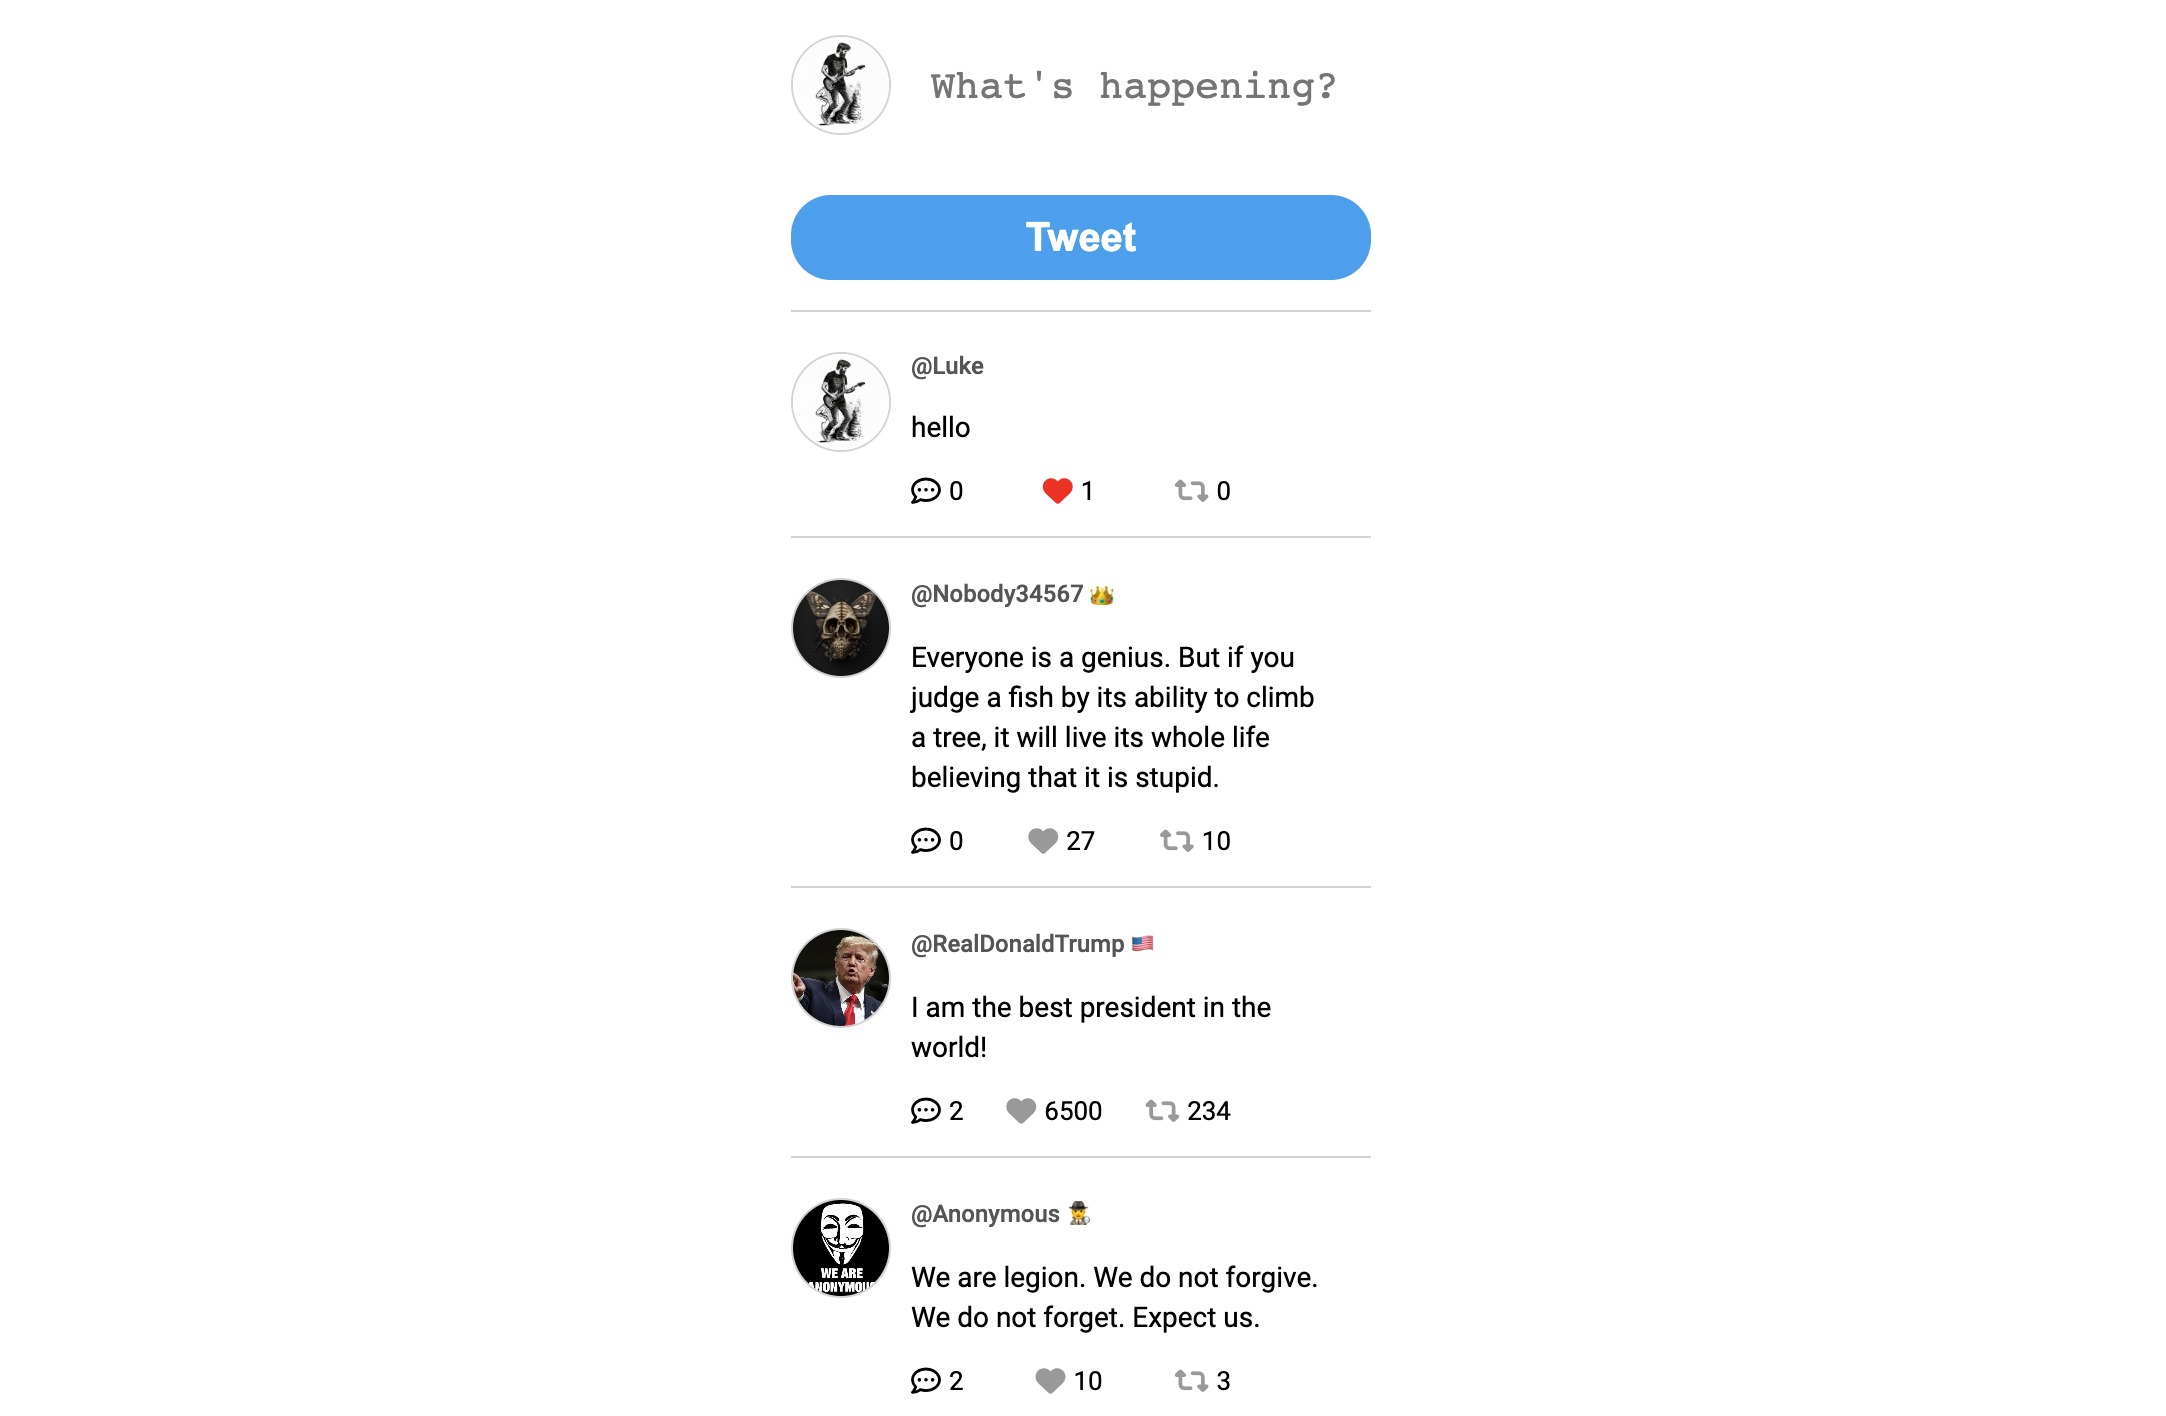 What's happening?
Tweet
@Luke
hello
0 1 0
@Nobody34567 👑
Everyone is a genius. But if you
judge a fish by its ability to climb
a tree, it will live its whole life
believing that it is stupid.
0 27 10
@RealDonaldTrump 🇺🇸
I am the best president in the
world!
2 6500 234
@Anonymous 🕵️
WE ARE
ANONYMOUS
We are legion. We do not forgive.
We do not forget. Expect us.
2 10 3